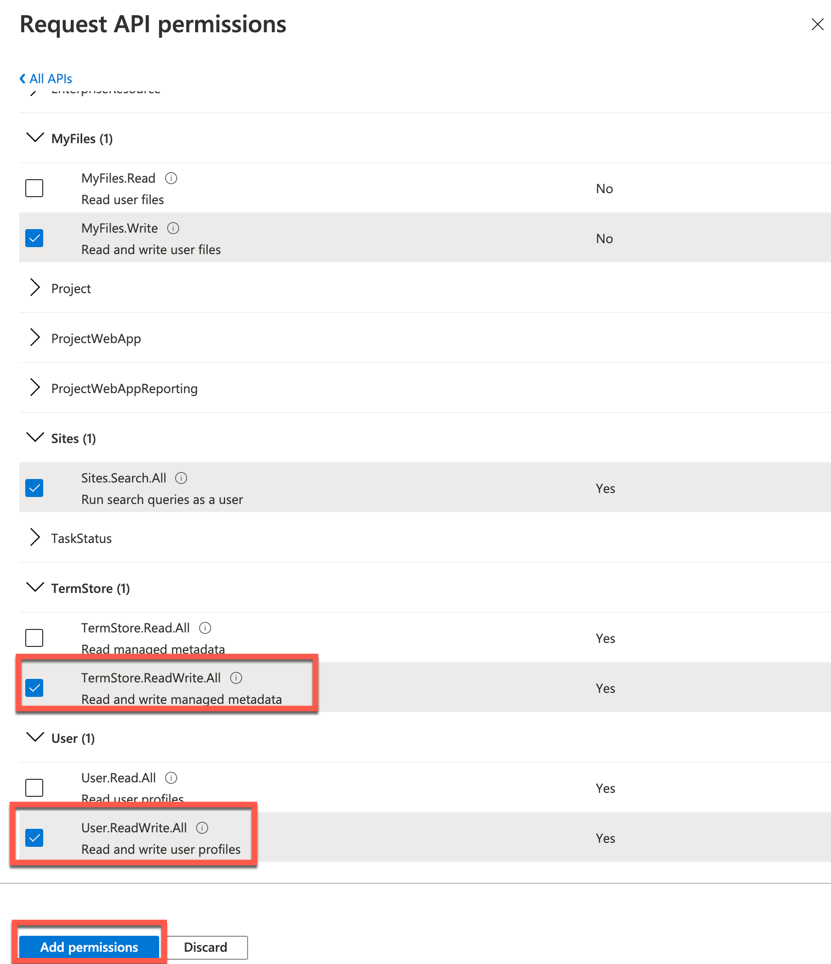 Request API permissions
All APIs
EnterpriseResource
MyFiles (1)
MyFiles.Read
Read user files
No
MyFiles.Write
Read and write user files
No
Project
ProjectWebApp
ProjectWebAppReporting
Sites (1)
Sites.Search.All
Run search queries as a user
Yes
TaskStatus
TermStore (1)
TermStore.Read.All
Read managed metadata
Yes
TermStore.ReadWrite.All
Read and write managed metadata
Yes
User (1)
User.Read.All
Read user profiles
Yes
User.ReadWrite.All
Read and write user profiles
Yes
Add permissions
Discard